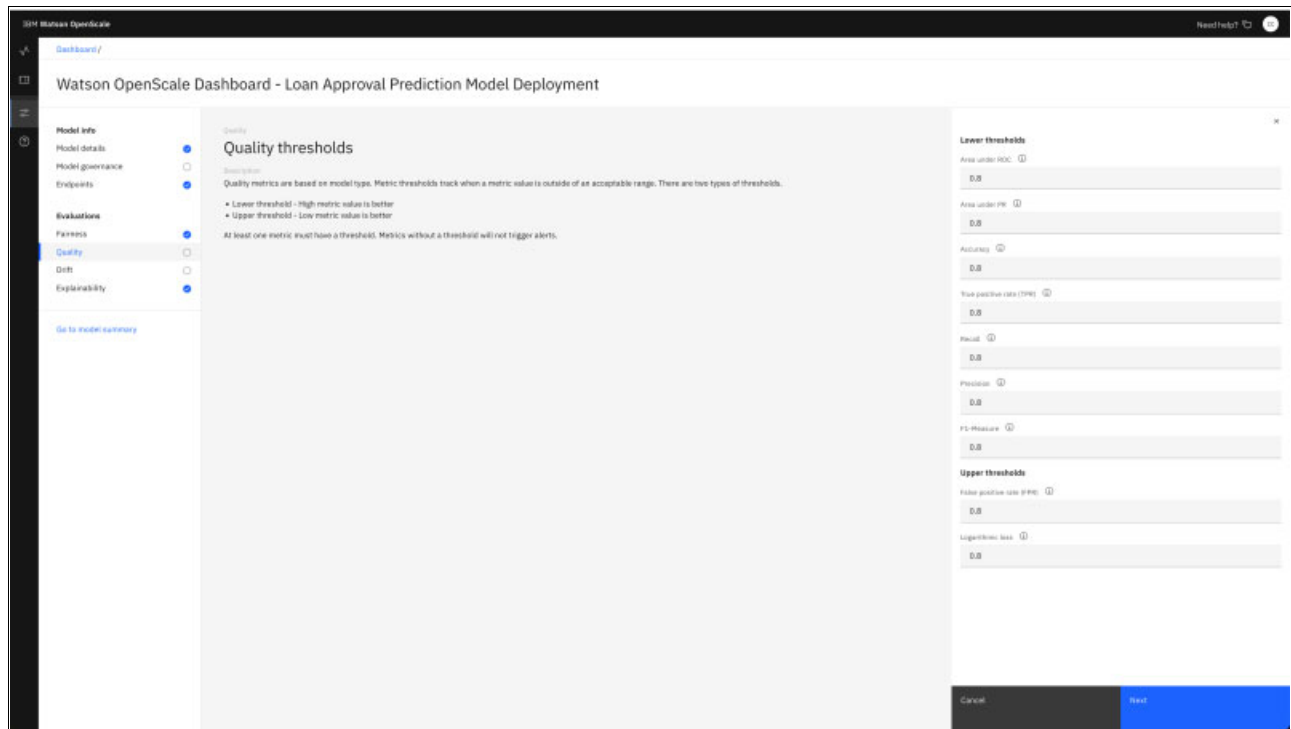 IBM Watson OpenScale
Need help?
Dashboard /
Watson OpenScale Dashboard - Loan Approval Prediction Model Deployment
Model info
Model details
Model governance
Endpoints
Evaluations
Fairness
Quality
Drift
Explainability
Go to model summary
Quality
Quality thresholds
Description
Quality metrics are based on model type. Metric thresholds track when a metric value is outside of an acceptable range. There are two types of thresholds.
• Lower threshold - High metric value is better
• Upper threshold - Low metric value is better
At least one metric must have a threshold. Metrics without a threshold will not trigger alerts.
Lower thresholds
Area under ROC
0.8
Area under PR
0.8
Accuracy
0.8
True positive rate (TPR)
0.8
Recall
0.8
Precision
0.8
F1-Measure
0.8
Upper thresholds
False positive rate (FPR)
0.8
Logarithmic loss
0.8
Cancel
Next